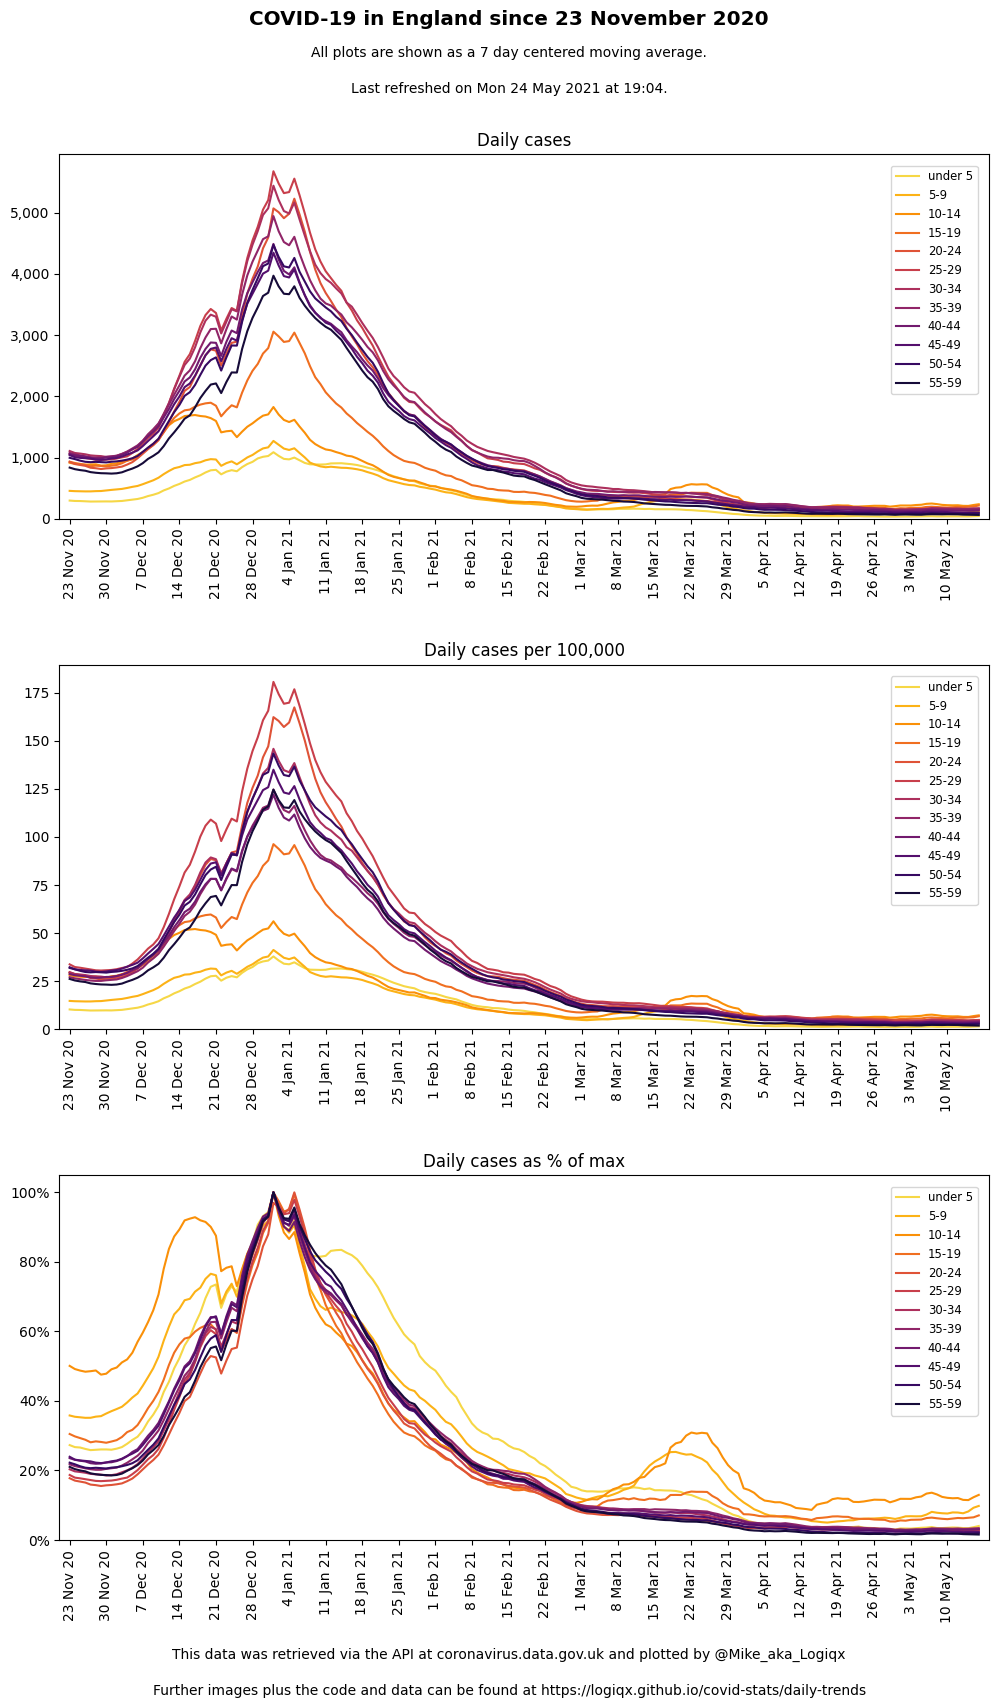 COVID-19 in England since 23 November 2020
All plots are shown as a 7 day centered moving average.
Last refreshed on Mon 24 May 2021 at 19:04.
Daily cases
5,000
4,000
3,000
2,000
1,000
0
under 5
5-9
10-14
15-19
20-24
25-29
30-34
35-39
40-44
45-49
50-54
55-59
23 Nov 20
30 Nov 20
7 Dec 20
14 Dec 20
21 Dec 20
28 Dec 20
4 Jan 21
11 Jan 21
18 Jan 21
25 Jan 21
1 Feb 21
8 Feb 21
15 Feb 21
22 Feb 21
1 Mar 21
8 Mar 21
15 Mar 21
22 Mar 21
29 Mar 21
5 Apr 21
12 Apr 21
19 Apr 21
26 Apr 21
3 May 21
10 May 21
Daily cases per 100,000
175
150
125
100
75
50
25
0
under 5
5-9
10-14
15-19
20-24
25-29
30-34
35-39
40-44
45-49
50-54
55-59
23 Nov 20
30 Nov 20
7 Dec 20
14 Dec 20
21 Dec 20
28 Dec 20
4 Jan 21
11 Jan 21
18 Jan 21
25 Jan 21
1 Feb 21
8 Feb 21
15 Feb 21
22 Feb 21
1 Mar 21
8 Mar 21
15 Mar 21
22 Mar 21
29 Mar 21
5 Apr 21
12 Apr 21
19 Apr 21
26 Apr 21
3 May 21
10 May 21
Daily cases as % of max
100%
80%
60%
40%
20%
0%
under 5
5-9
10-14
15-19
20-24
25-29
30-34
35-39
40-44
45-49
50-54
55-59
23 Nov 20
30 Nov 20
7 Dec 20
14 Dec 20
21 Dec 20
28 Dec 20
4 Jan 21
11 Jan 21
18 Jan 21
25 Jan 21
1 Feb 21
8 Feb 21
15 Feb 21
22 Feb 21
1 Mar 21
8 Mar 21
15 Mar 21
22 Mar 21
29 Mar 21
5 Apr 21
12 Apr 21
19 Apr 21
26 Apr 21
3 May 21
10 May 21
This data was retrieved via the API at coronavirus.data.gov.uk and plotted by @Mike_aka_Logiqx
Further images plus the code and data can be found at https://logiqx.github.io/covid-stats/daily-trends